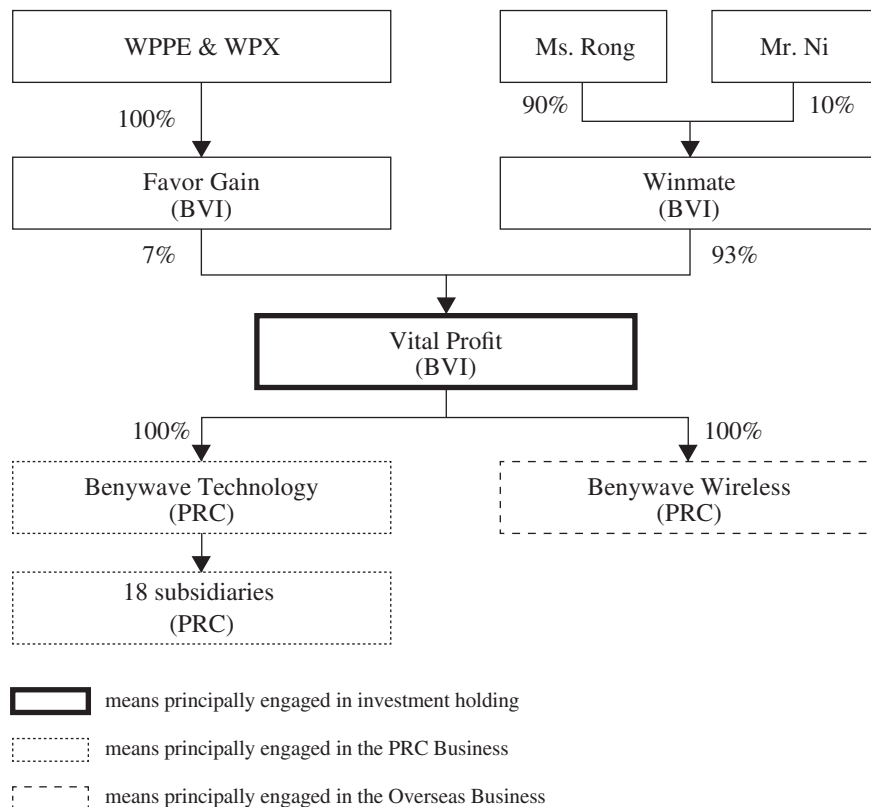 WPPE & WPX
Ms. Rong
Mr. Ni
100%
90%
10%
Favor Gain
(BVI)
Winmate
(BVI)
7%
93%
Vital Profit
(BVI)
100%
100%
Benywave Technology
(PRC)
Benywave Wireless
(PRC)
18 subsidiaries
(PRC)
means principally engaged in investment holding
means principally engaged in the PRC Business
means principally engaged in the Overseas Business